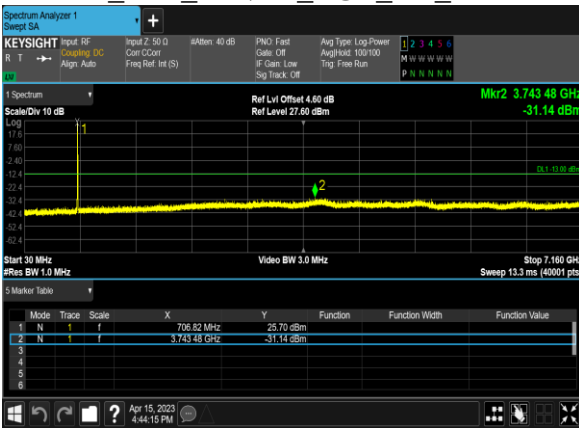 Spectrum Analyzer 1
Swept SA
+
KEYSIGHT Input: RF Input Z: 50 Ω #Atten: 40 dB PNO: Fast Avg Type: Log-Power 1 2 3 4 5 6
R T Coupling: DC Corr CCorr Gate: Off Avg|Hold: 100/100 M W W W W W
Align: Auto Freq Ref: Int (S) IF Gain: Low Trig: Free Run
Sig Track: Off P N N N N N
1 Spectrum Ref Lvl Offset 4.60 dB Mkr2 3.743 48 GHz
Scale/Div 10 dB Ref Level 27.60 dBm -31.14 dBm
Log
17.6
1
7.60
-2.40
-12.4 DL1 -13.00 dBm
-22.4
2
-32.4
-42.4
-52.4
-62.4
Start 30 MHz Video BW 3.0 MHz Stop 7.160 GHz
#Res BW 1.0 MHz Sweep 13.3 ms (40001 pts
5 Marker Table
Mode Trace Scale X Y Function Function Width Function Value
1 N 1 f 706.82 MHz 25.70 dBm
2 N 1 f 3.743 48 GHz -31.14 dBm
3
4
5
6
? Apr 15, 2023
4:44:15 PM